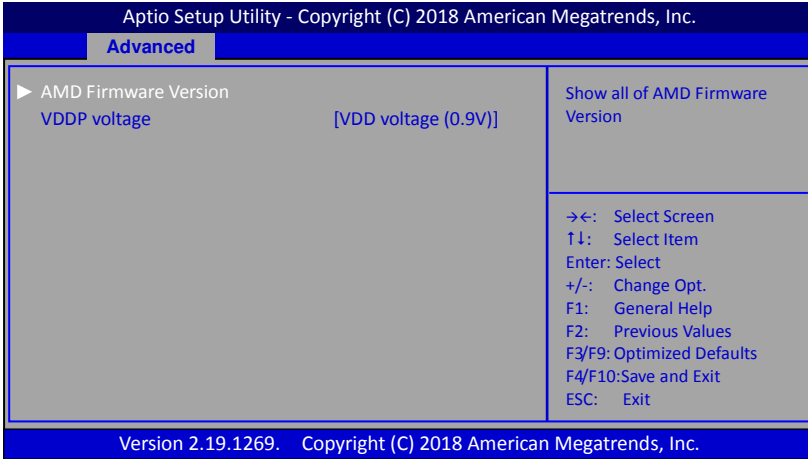 Aptio Setup Utility - Copyright (C) 2018 American Megatrends, Inc.
Advanced
► AMD Firmware Version
VDDP voltage [VDD voltage (0.9V)]
Show all of AMD Firmware
Version
→←: Select Screen
↑↓: Select Item
Enter: Select
+/-: Change Opt.
F1: General Help
F2: Previous Values
F3/F9: Optimized Defaults
F4/F10:Save and Exit
ESC: Exit
Version 2.19.1269. Copyright (C) 2018 American Megatrends, Inc.